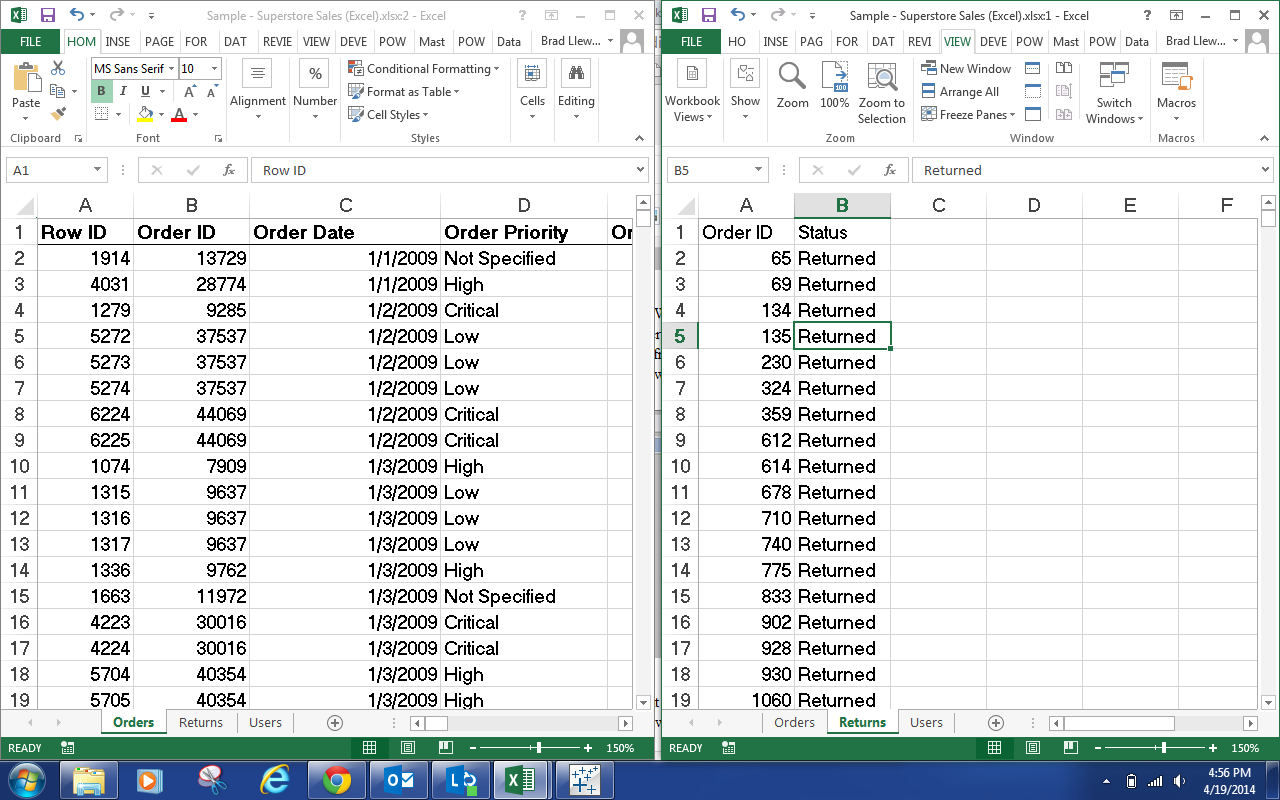 Sample - Superstore Sales (Excel).xlsx:2 - Excel
FILE HOM INSE PAGE FOR DAT REVIE VIEW DEVE POW Mast POW Data Brad Llew...
MS Sans Serif 10
Conditional Formatting
Format as Table
Cell Styles
B I U A A
A
Paste Alignment Number % Cells Editing
Clipboard Font Styles
A1 fx Row ID
A B C D
1 Row ID Order ID Order Date Order Priority Or
2 1914 13729 1/1/2009 Not Specified
3 4031 28774 1/1/2009 High
4 1279 9285 1/2/2009 Critical
5 5272 37537 1/2/2009 Low
6 5273 37537 1/2/2009 Low
7 5274 37537 1/2/2009 Low
8 6224 44069 1/2/2009 Critical
9 6225 44069 1/2/2009 Critical
10 1074 7909 1/3/2009 High
11 1315 9637 1/3/2009 Low
12 1316 9637 1/3/2009 Low
13 1317 9637 1/3/2009 Low
14 1336 9762 1/3/2009 High
15 1663 11972 1/3/2009 Not Specified
16 4223 30016 1/3/2009 Critical
17 4224 30016 1/3/2009 Critical
18 5704 40354 1/3/2009 High
19 5705 40354 1/3/2009 High
Orders Returns Users
READY 150%
Sample - Superstore Sales (Excel).xlsx:1 - Excel
FILE HO INSE PAG FOR DAT REVI VIEW DEVE POW Mast POW Data Brad Llew...
Workbook Views
Show
Zoom
100%
Zoom to Selection
New Window
Arrange All
Freeze Panes
Switch Windows
Macros
Zoom Window Macros
B5 fx Returned
A B C D E F
1 Order ID Status
2 65 Returned
3 69 Returned
4 134 Returned
5 135 Returned
6 230 Returned
7 324 Returned
8 359 Returned
9 612 Returned
10 614 Returned
11 678 Returned
12 710 Returned
13 740 Returned
14 775 Returned
15 833 Returned
16 902 Returned
17 928 Returned
18 930 Returned
19 1060 Returned
Orders Returns Users
READY 150%
4:56 PM
4/19/2014